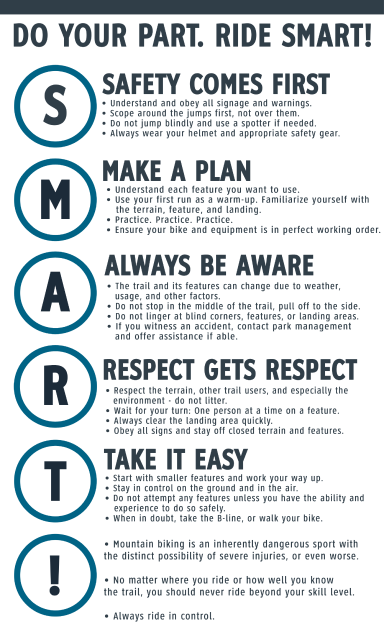 DO YOUR PART. RIDE SMART!
S
SAFETY COMES FIRST
• Understand and obey all signage and warnings.
• Scope around the jumps first, not over them.
• Do not jump blindly and use a spotter if needed.
• Always wear your helmet and appropriate safety gear.
M
MAKE A PLAN
• Understand each feature you want to use.
• Use your first run as a warm-up. Familiarize yourself with
the terrain, feature, and landing.
• Practice. Practice. Practice.
• Ensure your bike and equipment is in perfect working order.
A
ALWAYS BE AWARE
• The trail and its features can change due to weather,
usage, and other factors.
• Do not stop in the middle of the trail, pull off to the side.
• Do not linger at blind corners, features, or landing areas.
• If you witness an accident, contact park management
and offer assistance if able.
R
RESPECT GETS RESPECT
• Respect the terrain, other trail users, and especially the
environment - do not litter.
• Wait for your turn: One person at a time on a feature.
• Always clear the landing area quickly.
• Obey all signs and stay off closed terrain and features.
T
TAKE IT EASY
• Start with smaller features and work your way up.
• Stay in control on the ground and in the air.
• Do not attempt any features unless you have the ability and
experience to do so safely.
• When in doubt, take the B-line, or walk your bike.
!
• Mountain biking is an inherently dangerous sport with
the distinct possibility of severe injuries, or even worse.
• No matter where you ride or how well you know
the trail, you should never ride beyond your skill level.
• Always ride in control.